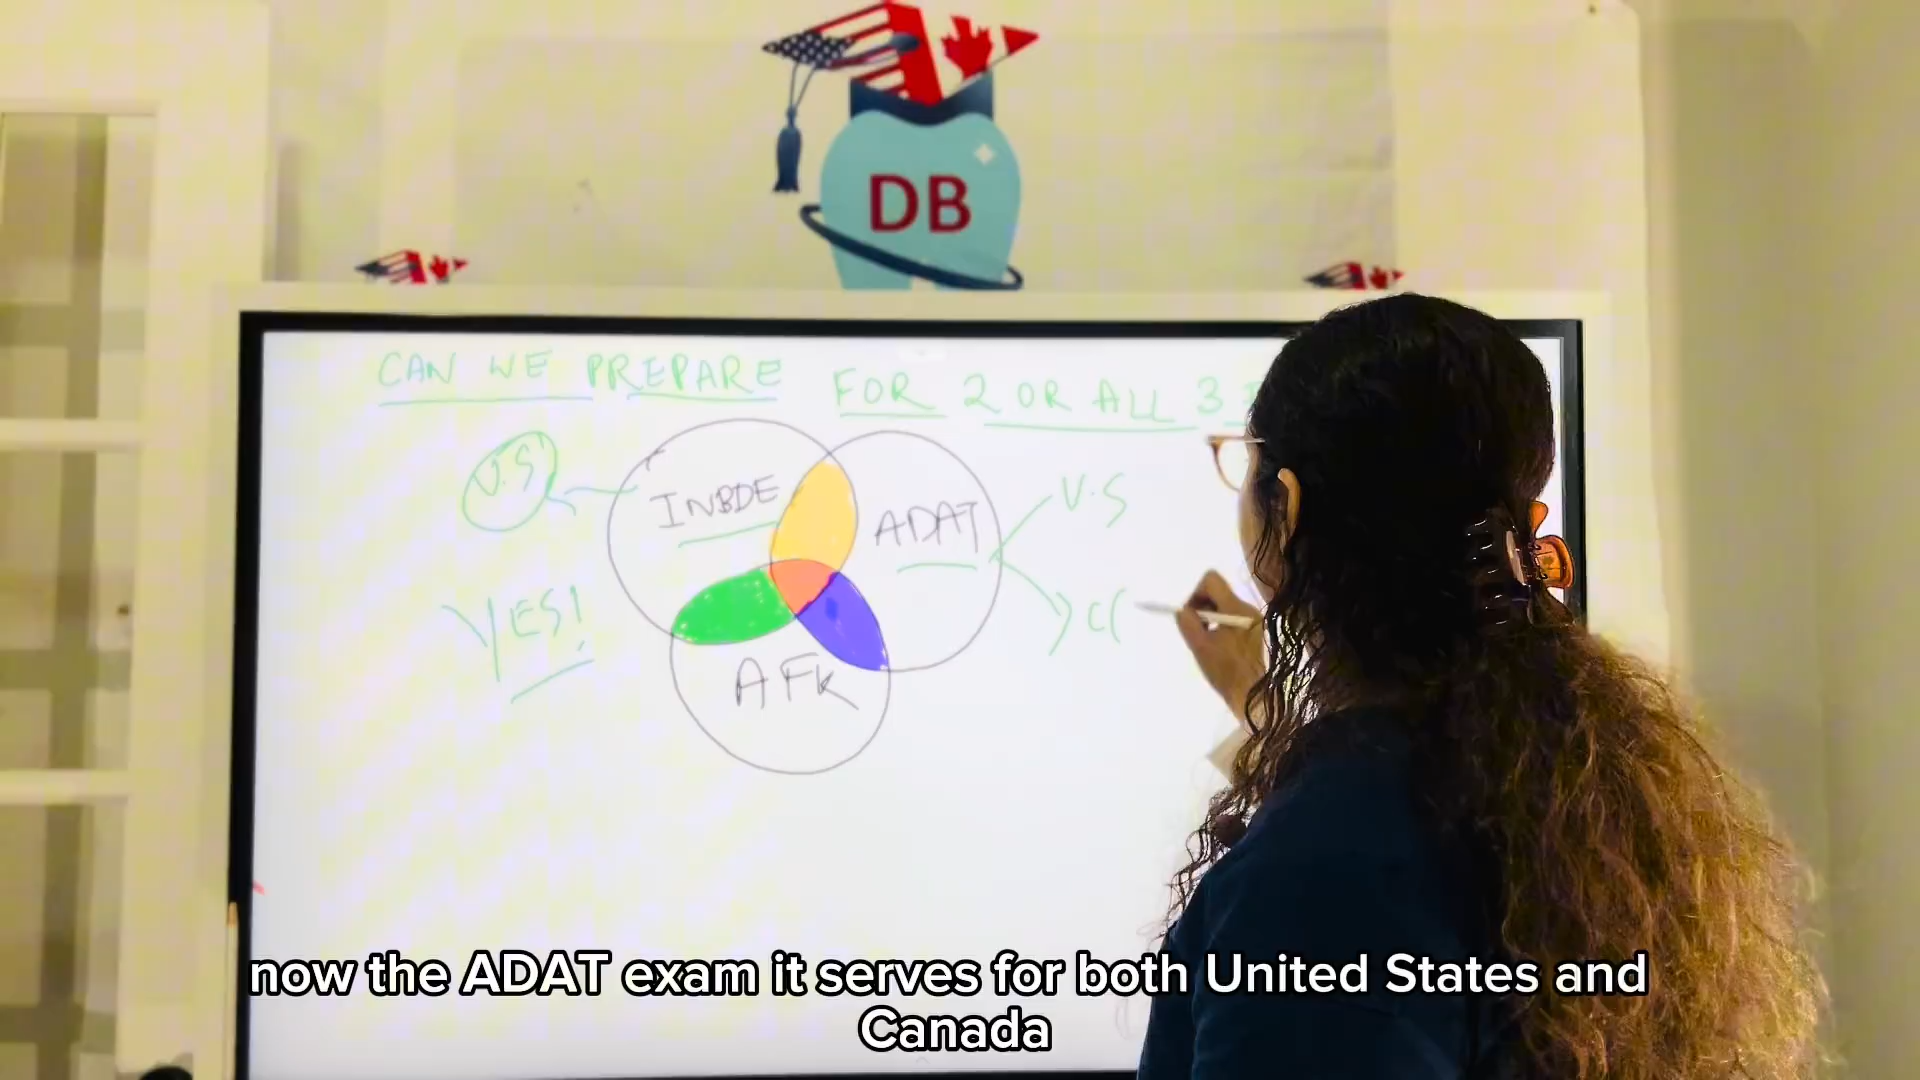 DB
CAN WE PREPARE FOR 2 OR ALL 3
U.S
INBDE
ADAT
U.S
YES!
AFK
now the ADAT exam it serves for both United States and
Canada